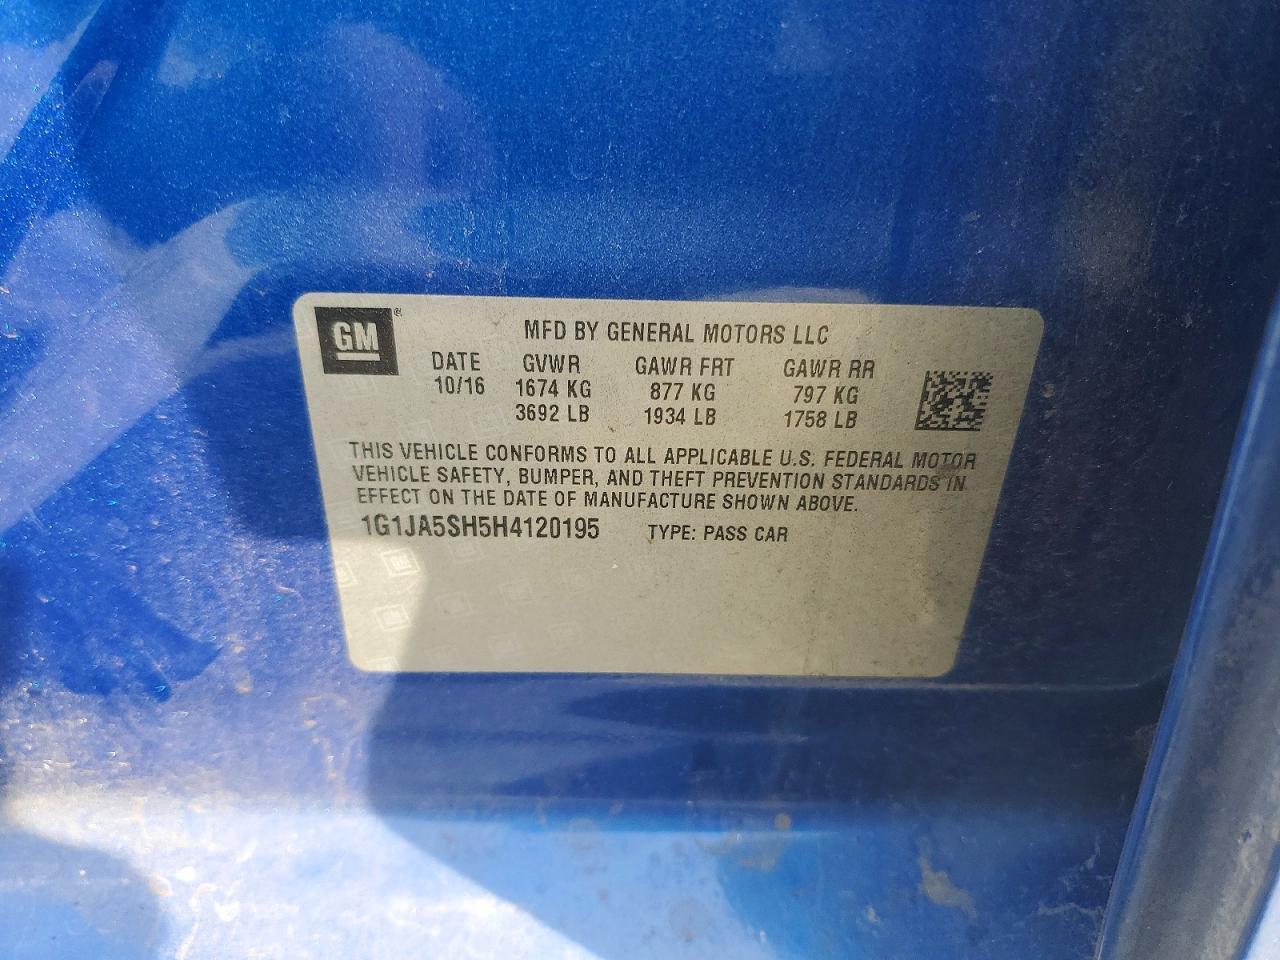 GM®
MFD BY GENERAL MOTORS LLC
DATE GVWR GAWR FRT GAWR RR
10/16 1674 KG 877 KG 797 KG
3692 LB 1934 LB 1758 LB
THIS VEHICLE CONFORMS TO ALL APPLICABLE U.S. FEDERAL MOTOR
VEHICLE SAFETY, BUMPER, AND THEFT PREVENTION STANDARDS IN
EFFECT ON THE DATE OF MANUFACTURE SHOWN ABOVE.
1G1JA5SH5H4120195 TYPE: PASS CAR